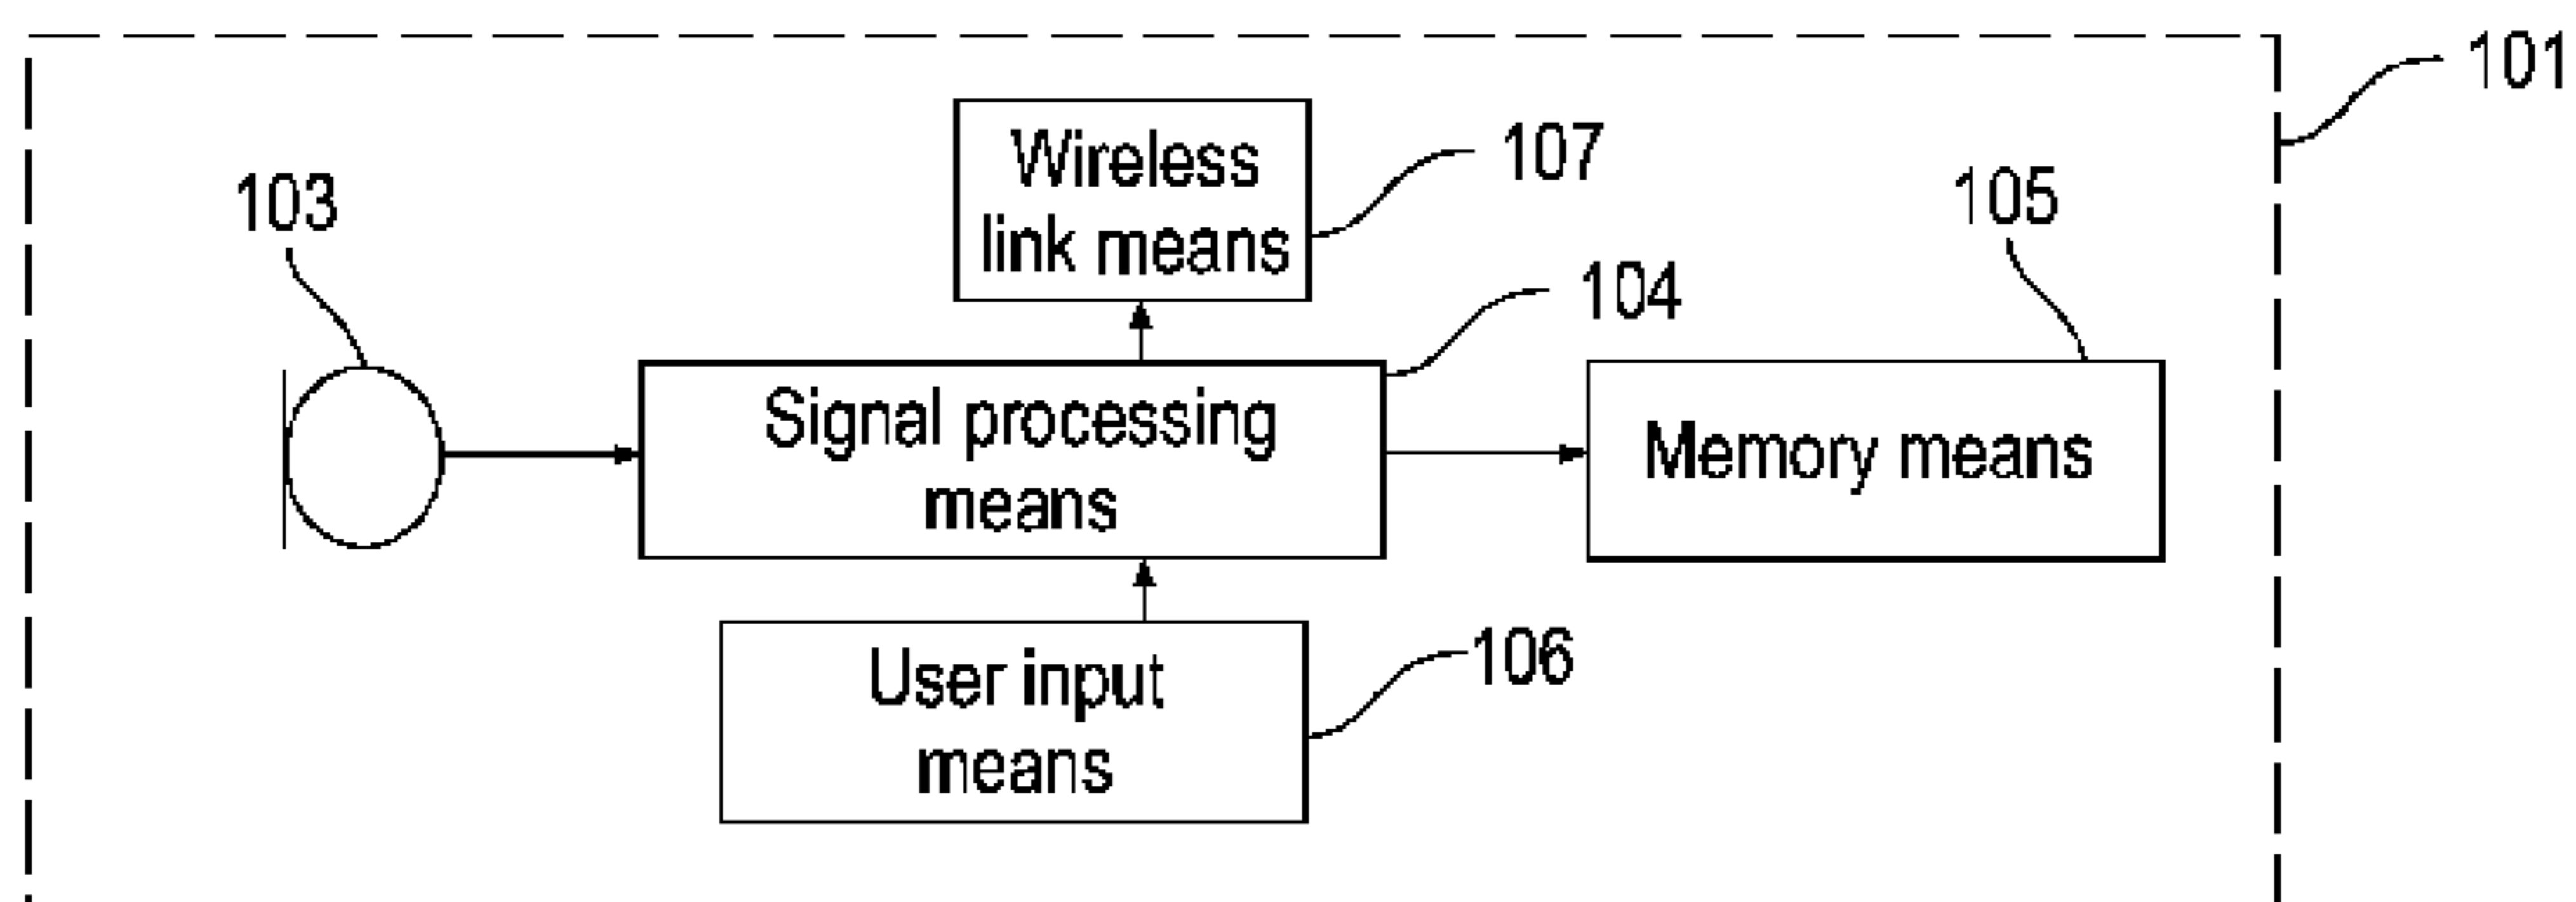 101
Wireless
link means
107
103
105
104
Signal processing
means
Memory means
User input
means
106